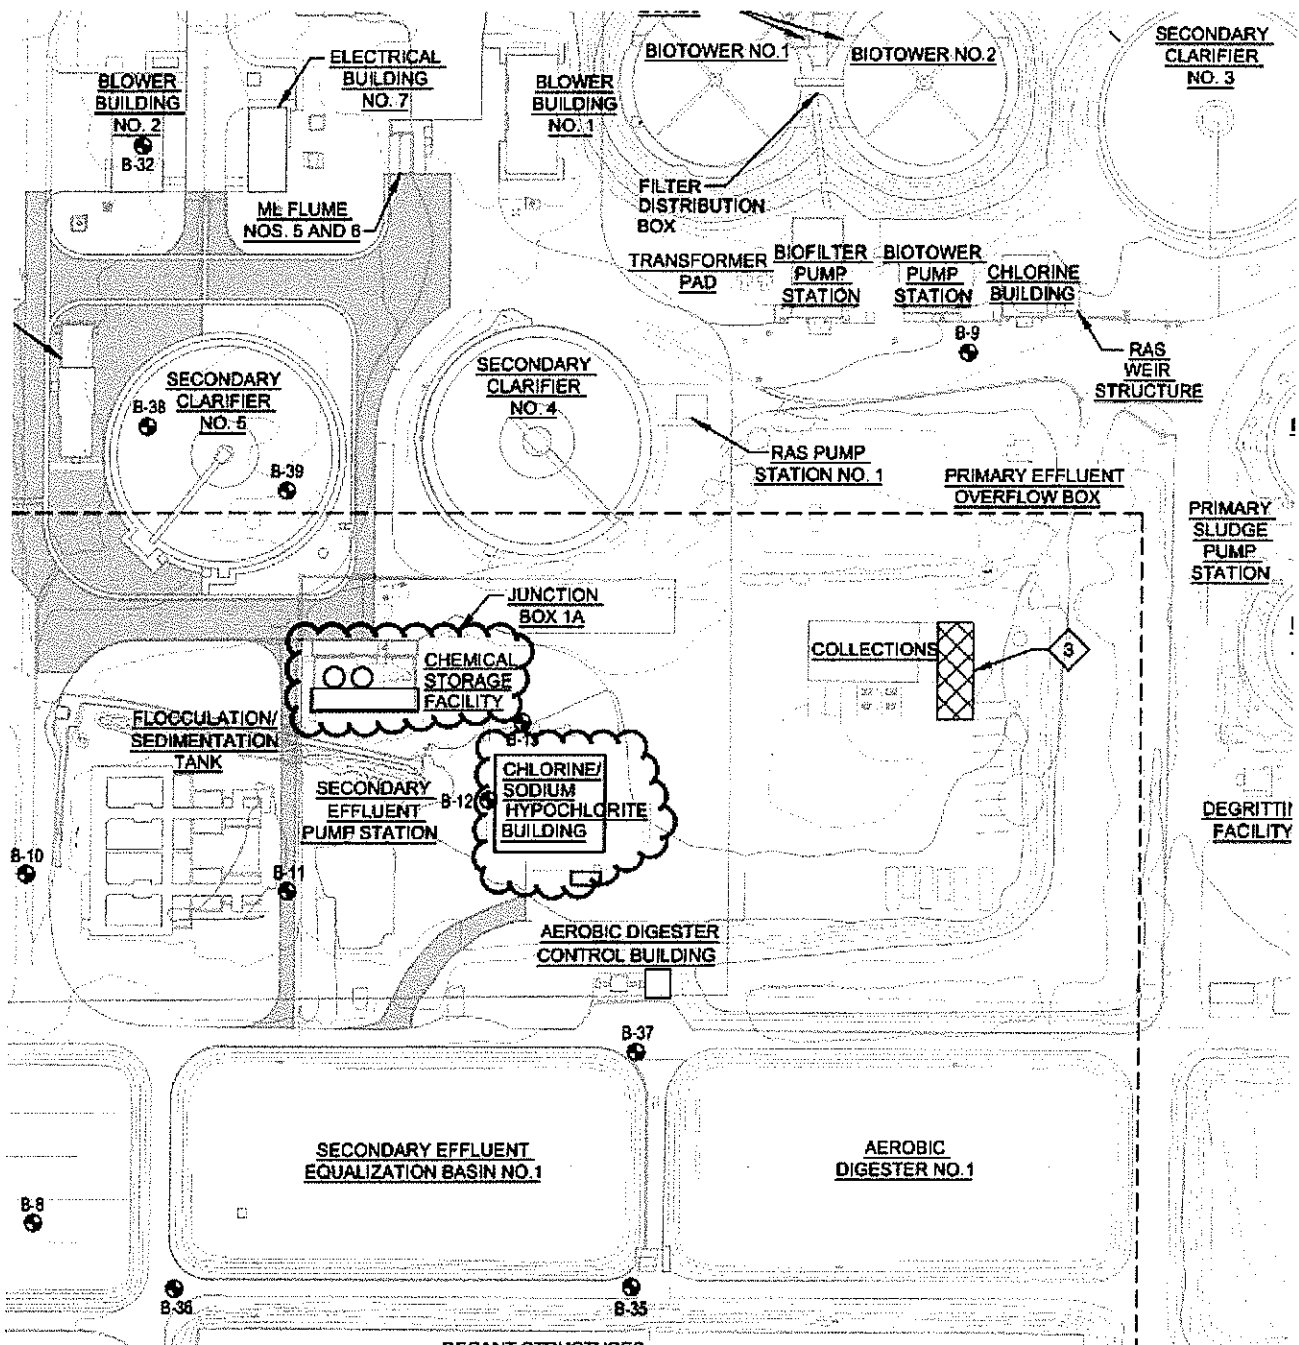 BIOTOWER NO.1
BIOTOWER NO.2
SECONDARY
CLARIFIER
NO. 3
ELECTRICAL
BUILDING
NO. 7
BLOWER
BUILDING
NO. 2
B-32
BLOWER
BUILDING
NO. 1
FILTER
DISTRIBUTION
BOX
ML FLUME
NOS. 5 AND 6
TRANSFORMER
PAD
BIOFILTER
PUMP
STATION
BIOTOWER
PUMP
STATION
CHLORINE
BUILDING
B-9
RAS
WEIR
STRUCTURE
SECONDARY
CLARIFIER
NO. 5
B-38
B-39
SECONDARY
CLARIFIER
NO. 4
RAS PUMP
STATION NO. 1
PRIMARY EFFLUENT
OVERFLOW BOX
PRIMARY
SLUDGE
PUMP
STATION
JUNCTION
BOX 1A
CHEMICAL
STORAGE
FACILITY
COLLECTIONS
3
B-13
FLOCCULATION/
SEDIMENTATION
TANK
SECONDARY
EFFLUENT
PUMP STATION
B-12
CHLORINE/
SODIUM
HYPOCHLORITE
BUILDING
DEGRITTIN
FACILITY
B-10
B-11
AEROBIC DIGESTER
CONTROL BUILDING
B-37
SECONDARY EFFLUENT
EQUALIZATION BASIN NO.1
AEROBIC
DIGESTER NO.1
B-8
B-36
B-35